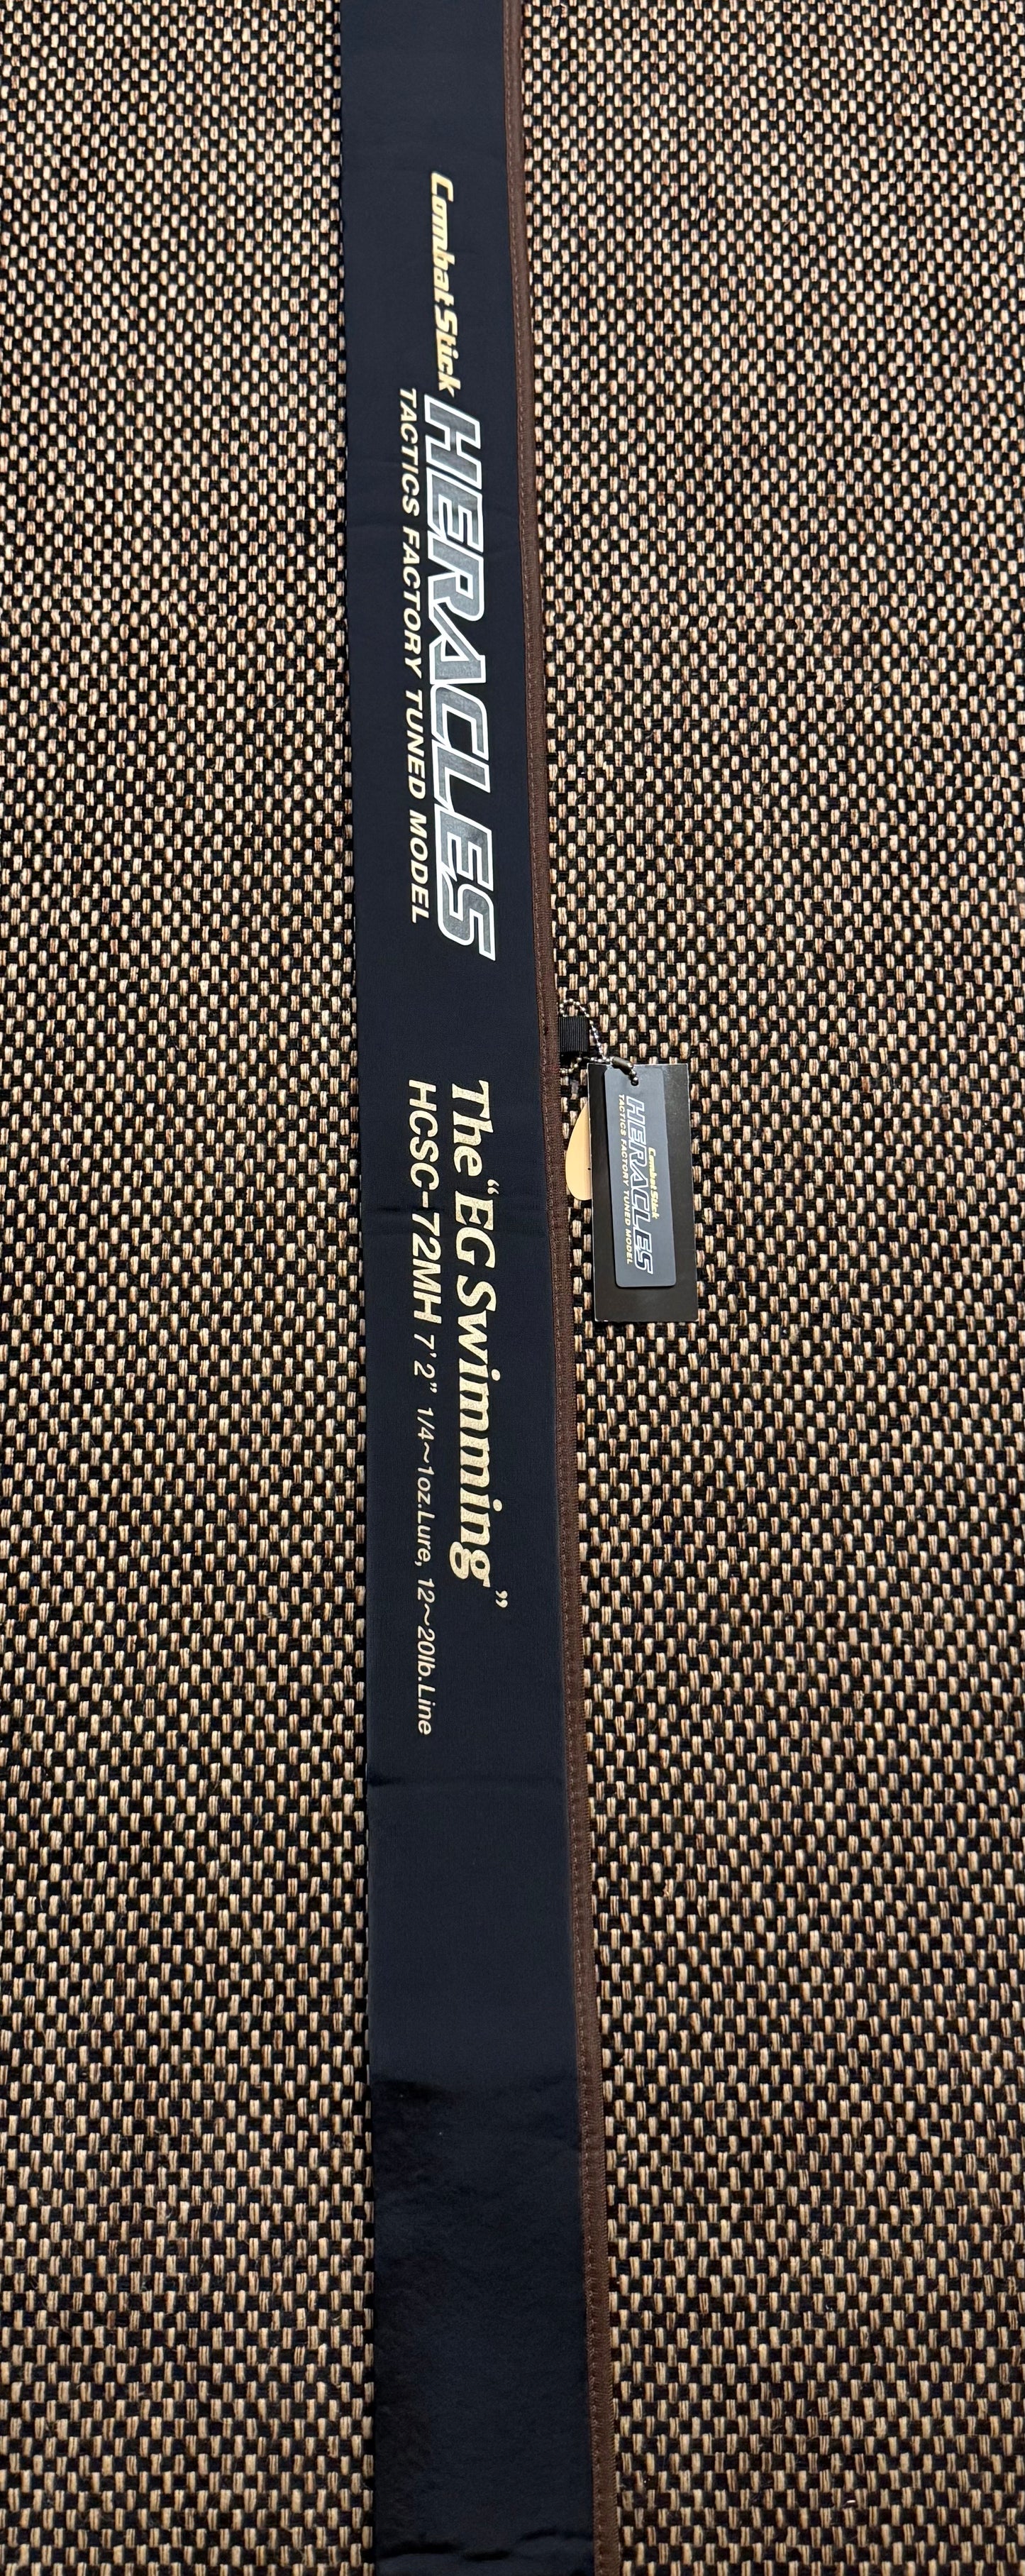 Combat Stick HERACLES
TACTICS FACTORY TUNED MODEL
The “EG Swimming”
HCSC-72MH 7'2" 1/4~1oz.Lure, 12~20lb.Line
Combat Stick
HERACLES
TACTICS FACTORY TUNED MODEL